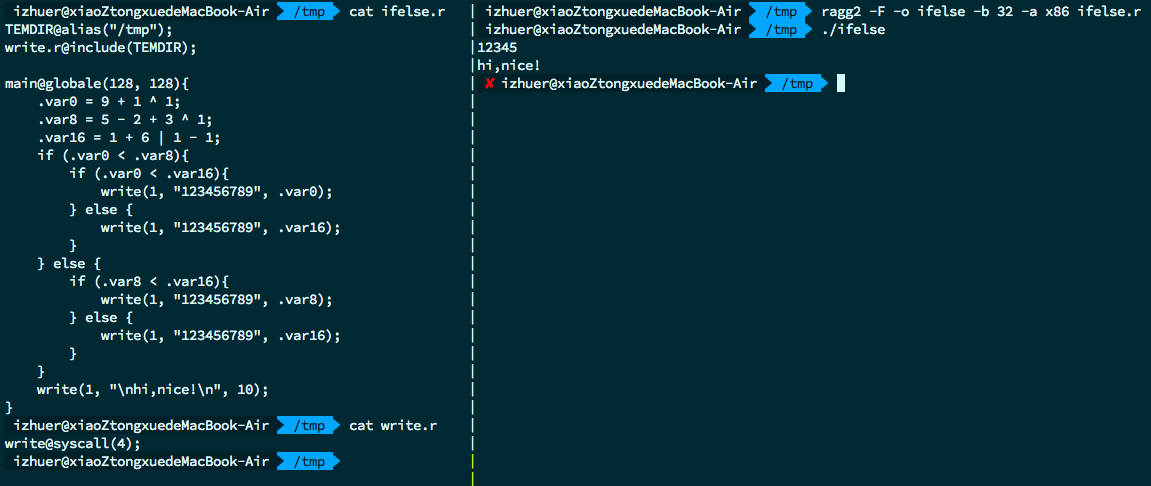 izhuer@xiaoZtongxuedeMacBook-Air /tmp cat ifelse.r
TEMDIR@alias("/tmp");
write.r@include(TEMDIR);

main@globale(128, 128){
    .var0 = 9 + 1 ^ 1;
    .var8 = 5 - 2 + 3 ^ 1;
    .var16 = 1 + 6 | 1 - 1;
    if (.var0 < .var8){
        if (.var0 < .var16){
            write(1, "123456789", .var0);
        } else {
            write(1, "123456789", .var16);
        }
    } else {
        if (.var8 < .var16){
            write(1, "123456789", .var8);
        } else {
            write(1, "123456789", .var16);
        }
    }
    write(1, "\nhi,nice!\n", 10);
}
izhuer@xiaoZtongxuedeMacBook-Air /tmp cat write.r
write@syscall(4);
izhuer@xiaoZtongxuedeMacBook-Air /tmp
izhuer@xiaoZtongxuedeMacBook-Air /tmp ragg2 -F -o ifelse -b 32 -a x86 ifelse.r
izhuer@xiaoZtongxuedeMacBook-Air /tmp ./ifelse
12345
hi,nice!
✘ izhuer@xiaoZtongxuedeMacBook-Air /tmp